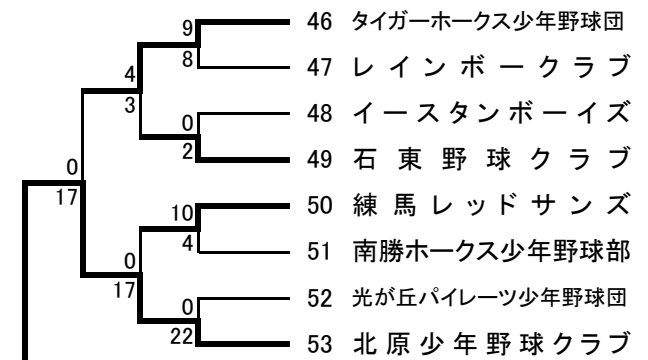 9
46 タイガーホークス少年野球団
8
47 レインボークラブ
4
3
0
48 イースタンボーイズ
2
49 石東野球クラブ
0
17
10
50 練馬レッドサンズ
4
51 南勝ホークス少年野球部
0
17
0
52 光が丘パイレーツ少年野球団
22
53 北原少年野球クラブ